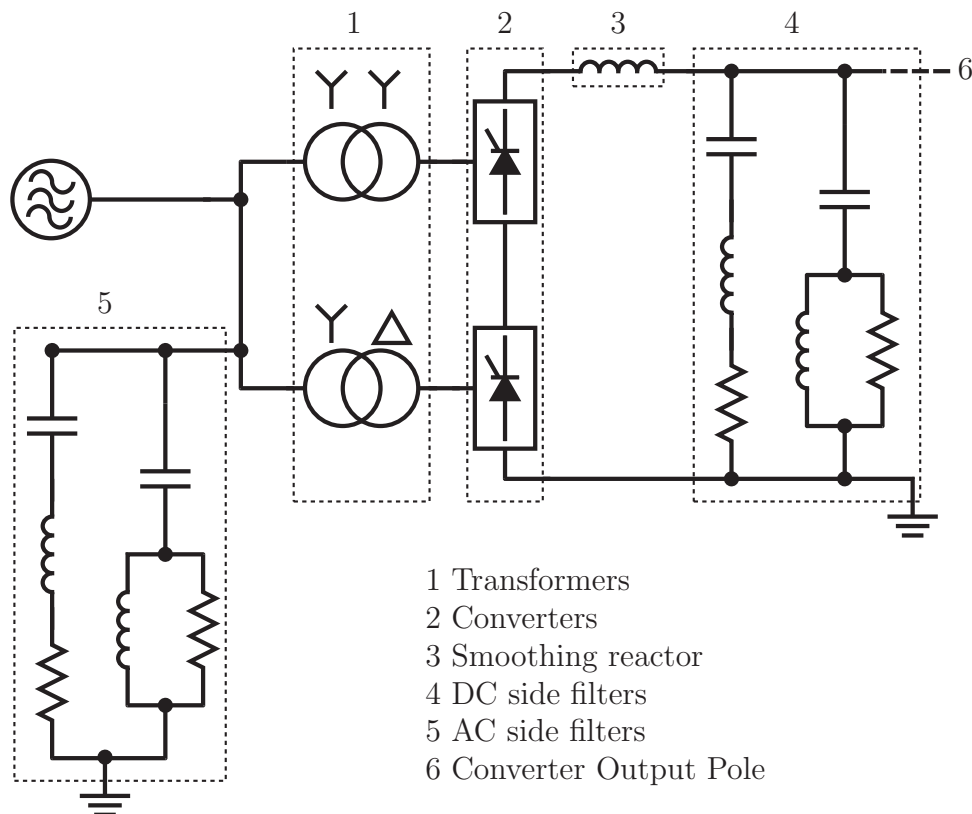 1
2
3
4
6
5
1 Transformers
2 Converters
3 Smoothing reactor
4 DC side filters
5 AC side filters
6 Converter Output Pole